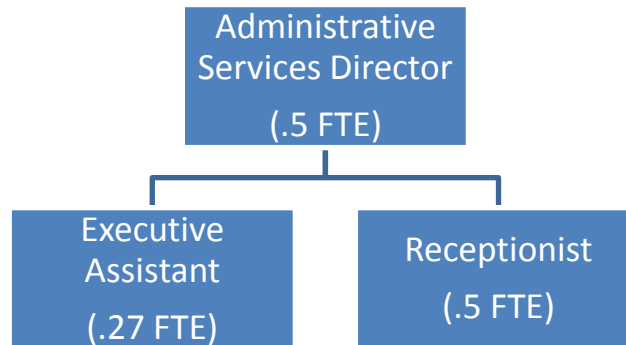 Administrative
Services Director
(.5 FTE)
Executive
Assistant
(.27 FTE)
Receptionist
(.5 FTE)